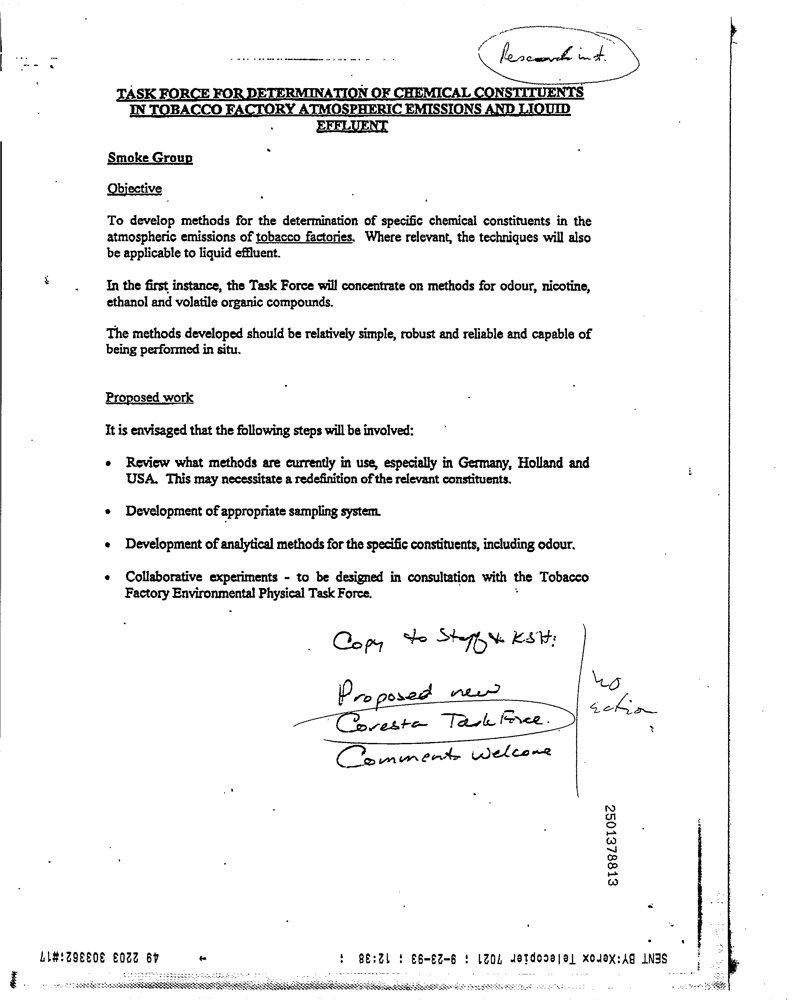 Research int.
TASK FORCE FOR DETERMINATION OF CHEMICAL CONSTITUENTS
IN TOBACCO FACTORY ATMOSPHERIC EMISSIONS AND LIQUID
EFFLUENT
Smoke Group
Objective
To develop methods for the determination of specific chemical constituents in the
atmospheric emissions of tobacco factories. Where relevant, the techniques will also
be applicable to liquid effluent.
In the first instance, the Task Force will concentrate on methods for odour, nicotine,
ethanol and volatile organic compounds.
The methods developed should be relatively simple, robust and reliable and capable of
being performed in situ.
Proposed work
It is envisaged that the following steps will be involved:
• Review what methods are currently in use, especially in Germany, Holland and
USA. This may necessitate a redefinition of the relevant constituents.
• Development of appropriate sampling system.
• Development of analytical methods for the specific constituents, including odour.
• Collaborative experiments - to be designed in consultation with the Tobacco
Factory Environmental Physical Task Force.
Copy to Staff & KSH:
Proposed new
Coresta Task Force.
Comments Welcome
no
action
2501378813
SENT BY:Xerox Telecopier 7021 ; 9-23-93 ; 12:38 ; → 49 2203 303362:#17